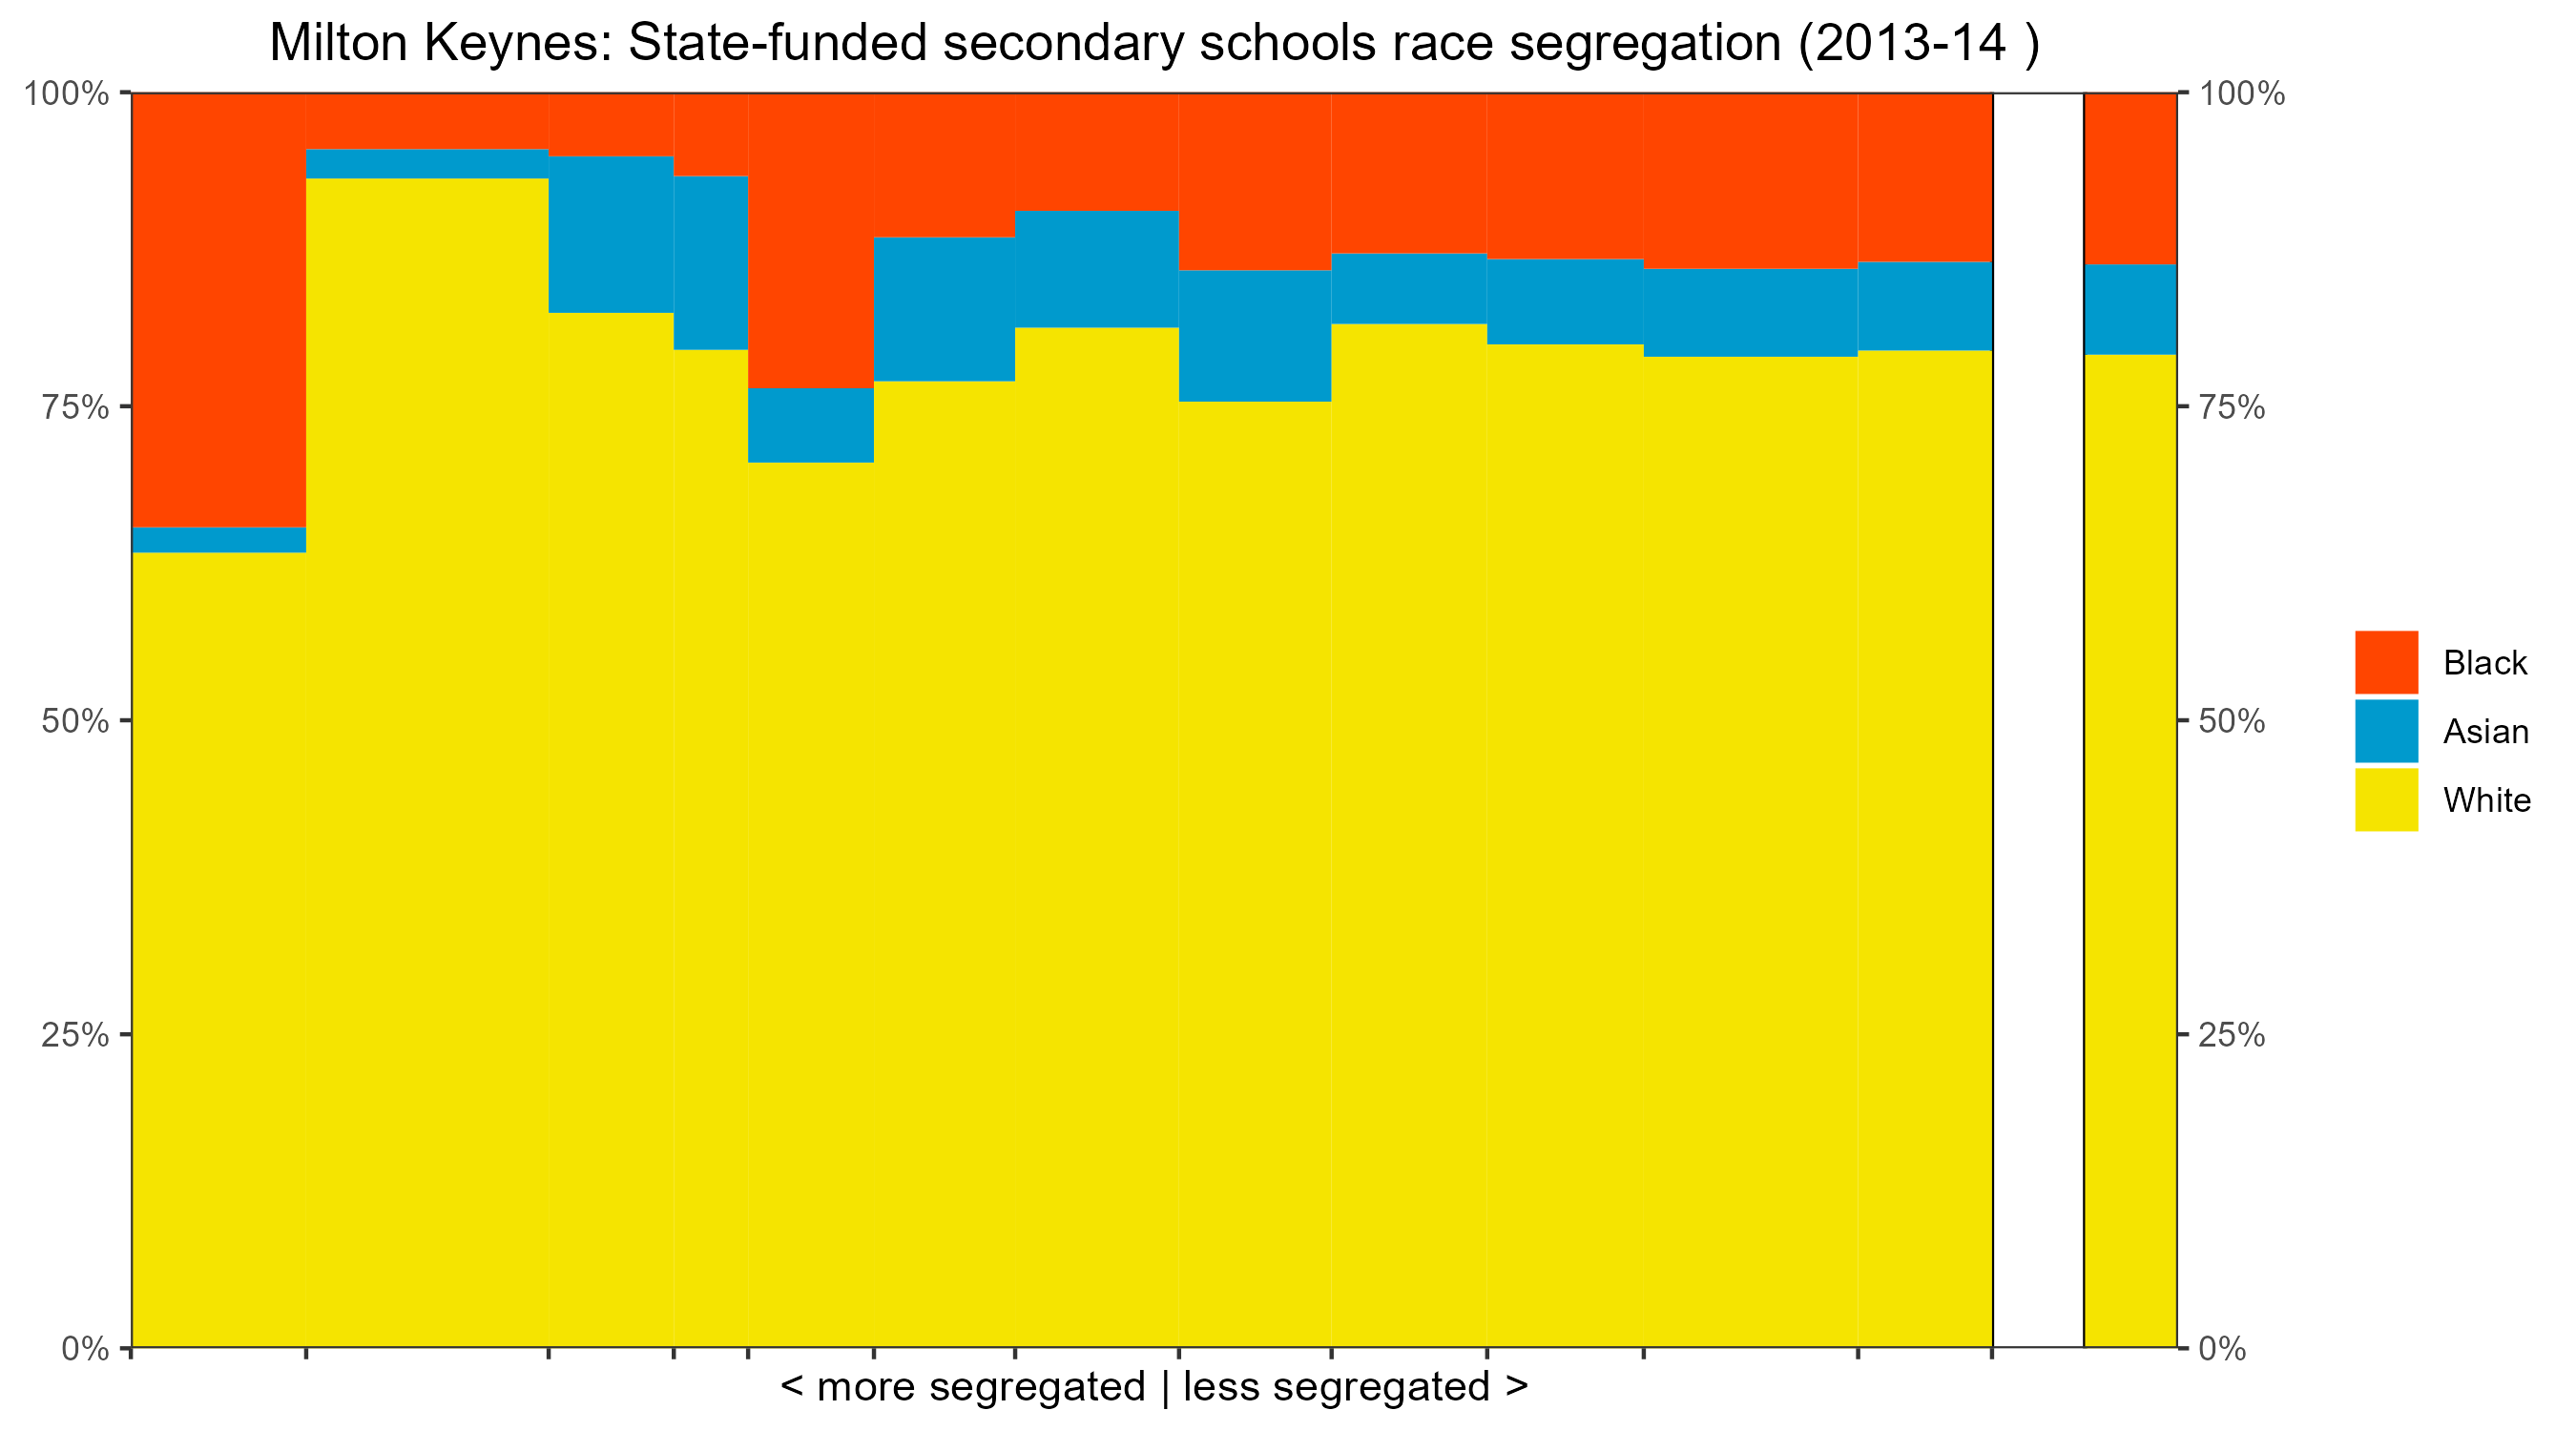 Milton Keynes: State-funded secondary schools race segregation (2013-14 )
100%
75%
50%
25%
0%
100%
75%
50%
25%
0%
Black
Asian
White
< more segregated | less segregated >